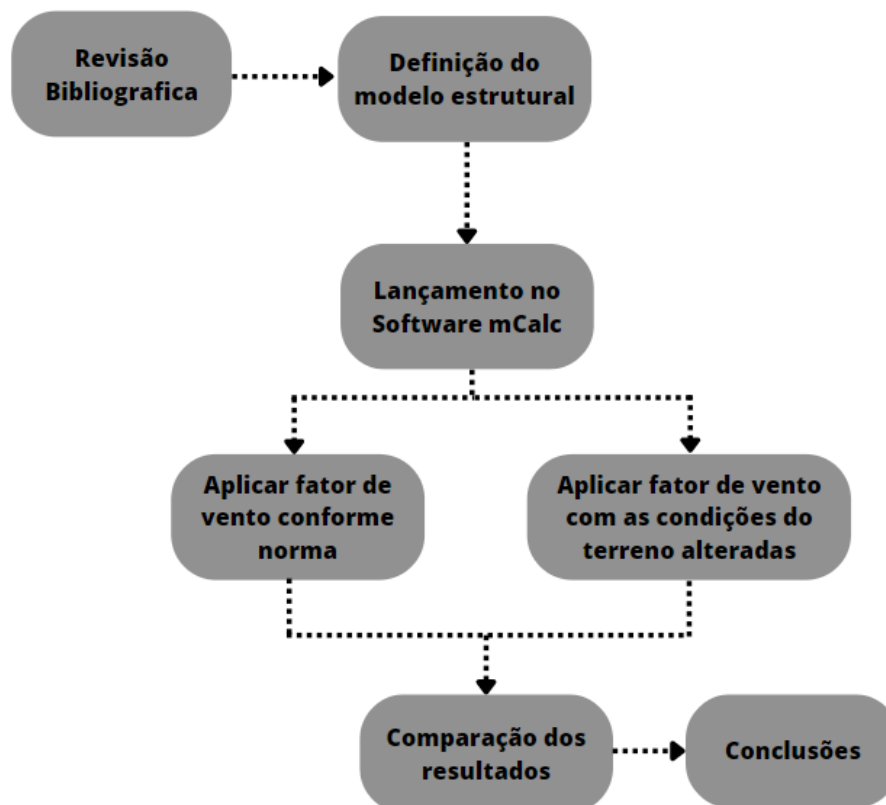 Revisão
Bibliografica
Definição do
modelo estrutural
Lançamento no
Software mCalc
Aplicar fator de
vento conforme
norma
Aplicar fator de vento
com as condições do
terreno alteradas
Comparação dos
resultados
Conclusões